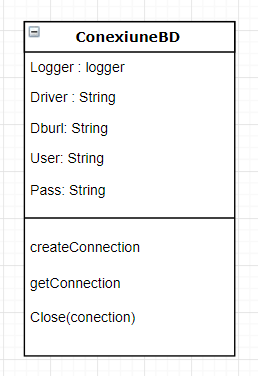 ConexiuneBD
Logger : logger
Driver : String
Dburl: String
User: String
Pass: String
createConnection
getConnection
Close(conection)